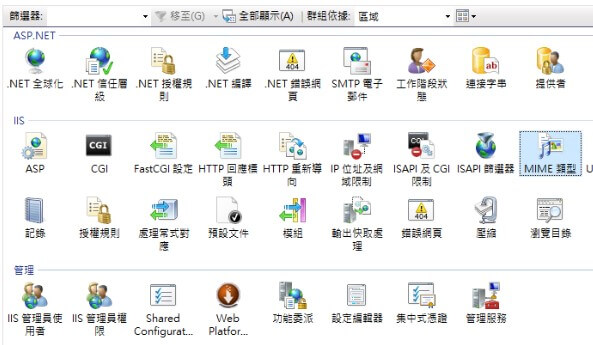 篩選器: 移至(G) 全部顯示(A) 群組依據: 區域
ASP.NET
.NET 全球化 .NET 信任層級 .NET 授權規則 .NET 編譯 .NET 錯誤網頁 SMTP 電子郵件 工作階段狀態 連接字串 提供者
IIS
ASP CGI FastCGI 設定 HTTP 回應標頭 HTTP 重新導向 IP 位址及網域限制 ISAPI 及 CGI 限制 ISAPI 篩選器 MIME 類型 U
記錄 授權規則 處理常式對應 預設文件 模組 輸出快取處理 錯誤網頁 壓縮 瀏覽目錄
管理
IIS 管理員使用者 IIS 管理員權限 Shared Configurat... Web Platfor... 功能委派 設定編輯器 集中式憑證 管理服務